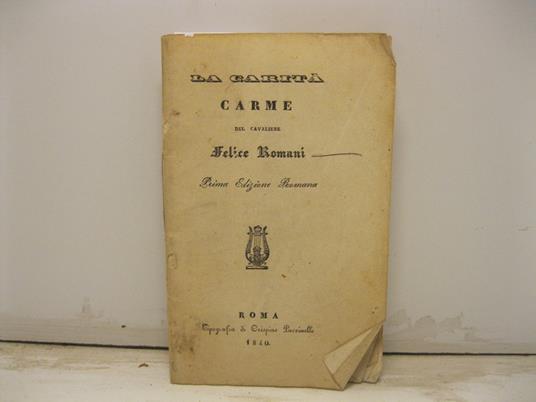 LA CARITÀ
CARME
DEL CAVALIERE
Felice Romani
Prima Edizione Romana
ROMA
Tipografia di Crispino Puccinelli
1840.